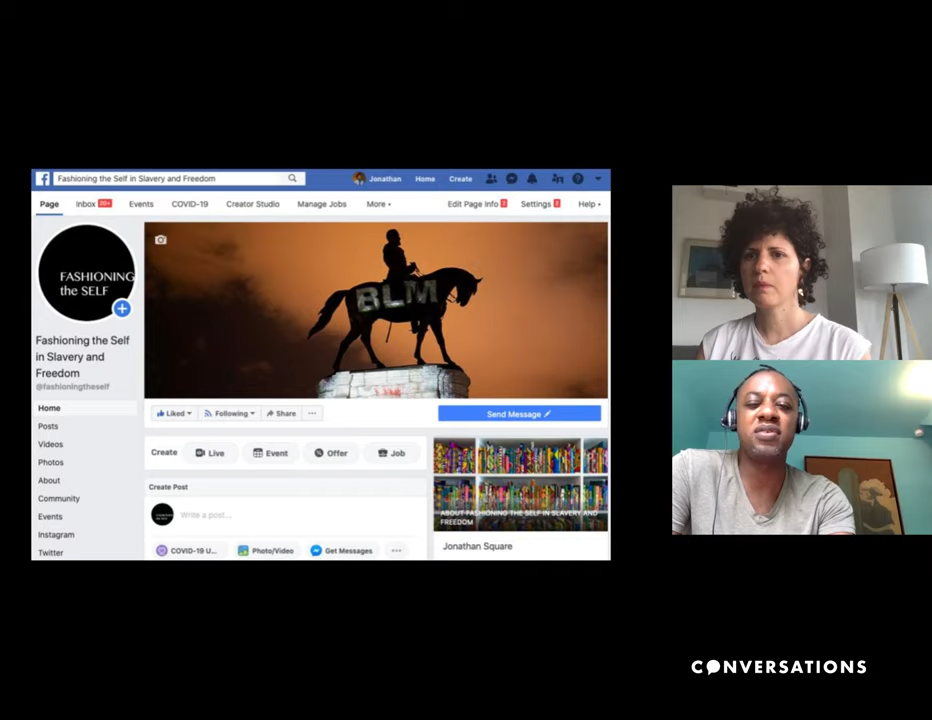 Fashioning the Self in Slavery and Freedom
Jonathan Home Create
Page Inbox 20+ Events COVID-19 Creator Studio Manage Jobs More Edit Page Info Settings 2 Help
FASHIONING
the SELF
BLM
Fashioning the Self
in Slavery and
Freedom
@fashioningtheself
Liked Following Share ... Send Message
Home
Posts
Videos
Photos
About
Community
Events
Instagram
Twitter
Create Live Event Offer Job
Create Post
Write a post...
COVID-19 U... Photo/Video Get Messages ...
ABOUT FASHIONING THE SELF IN SLAVERY AND
FREEDOM
Jonathan Square
CONVERSATIONS